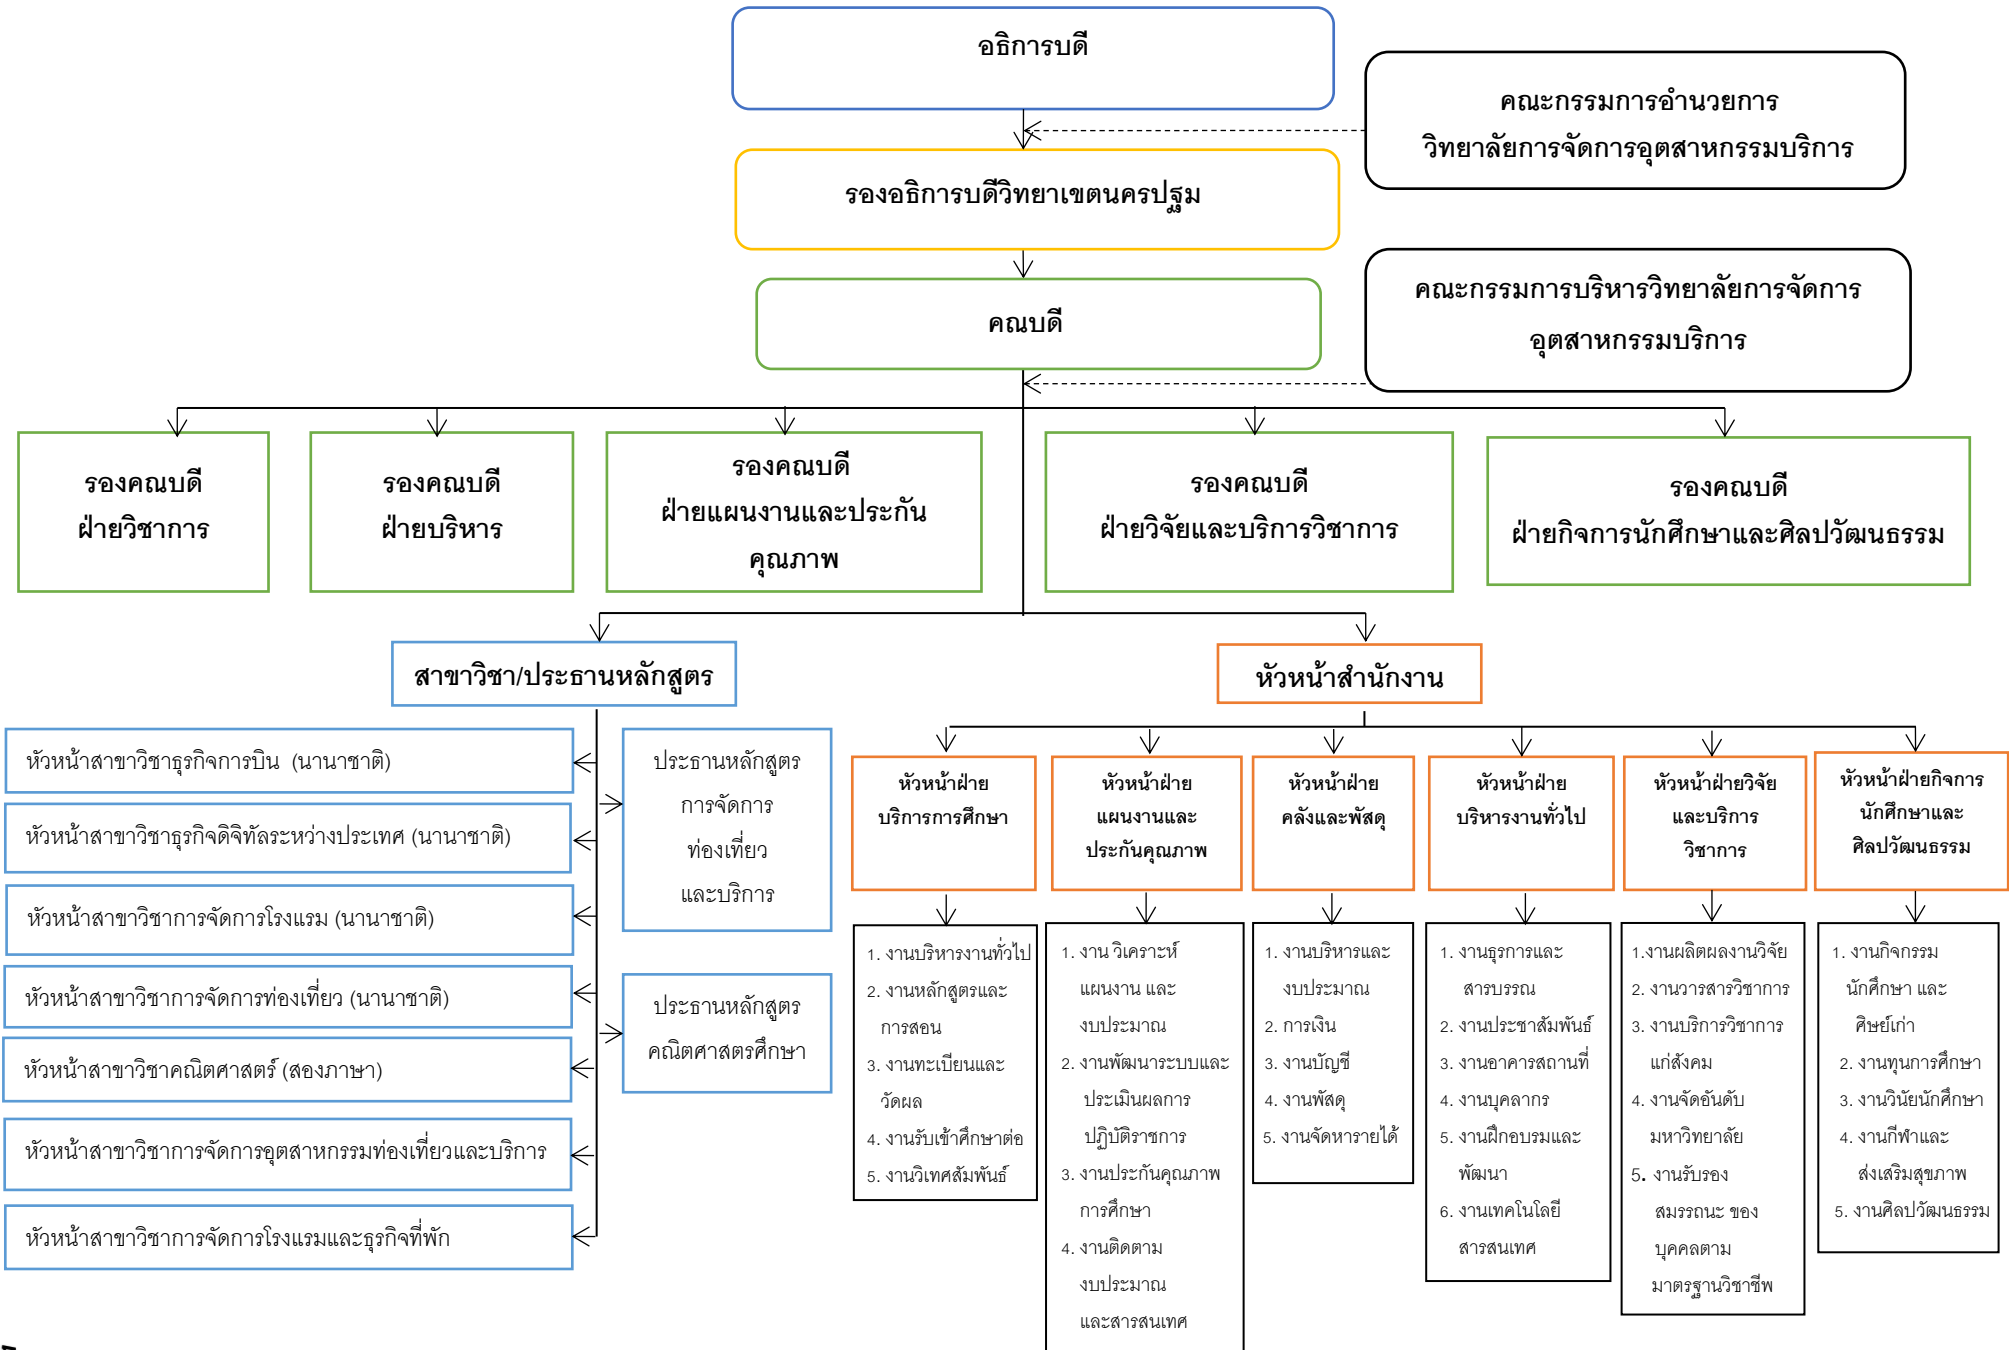 อธิการบดี
คณะกรรมการอำนวยการ
วิทยาลัยการจัดการอุตสาหกรรมบริการ
รองอธิการบดีวิทยาเขตนครปฐม
คณะกรรมการบริหารวิทยาลัยการจัดการ
อุตสาหกรรมบริการ
คณบดี
รองคณบดี
ฝ่ายวิชาการ
รองคณบดี
ฝ่ายบริหาร
รองคณบดี
ฝ่ายแผนงานและประกัน
คุณภาพ
รองคณบดี
ฝ่ายวิจัยและบริการวิชาการ
รองคณบดี
ฝ่ายกิจการนักศึกษาและศิลปวัฒนธรรม
สาขาวิชา/ประธานหลักสูตร
หัวหน้าสำนักงาน
หัวหน้าสาขาวิชาธุรกิจการบิน (นานาชาติ)
หัวหน้าสาขาวิชาธุรกิจดิจิทัลระหว่างประเทศ (นานาชาติ)
หัวหน้าสาขาวิชาการจัดการโรงแรม (นานาชาติ)
หัวหน้าสาขาวิชาการจัดการท่องเที่ยว (นานาชาติ)
หัวหน้าสาขาวิชาคณิตศาสตร์ (สองภาษา)
หัวหน้าสาขาวิชาการจัดการอุตสาหกรรมท่องเที่ยวและบริการ
หัวหน้าสาขาวิชาการจัดการโรงแรมและธุรกิจที่พัก
ประธานหลักสูตร
การจัดการ
ท่องเที่ยว
และบริการ
ประธานหลักสูตร
คณิตศาสตรศึกษา
หัวหน้าฝ่าย
บริการการศึกษา
หัวหน้าฝ่าย
แผนงานและ
ประกันคุณภาพ
หัวหน้าฝ่าย
คลังและพัสดุ
หัวหน้าฝ่าย
บริหารงานทั่วไป
หัวหน้าฝ่ายวิจัย
และบริการ
วิชาการ
หัวหน้าฝ่ายกิจการ
นักศึกษาและ
ศิลปวัฒนธรรม
1. งานบริหารงานทั่วไป
2. งานหลักสูตรและ
การสอน
3. งานทะเบียนและ
วัดผล
4. งานรับเข้าศึกษาต่อ
5. งานวิเทศสัมพันธ์
1. งาน วิเคราะห์
แผนงาน และ
งบประมาณ
2. งานพัฒนาระบบและ
ประเมินผลการ
ปฏิบัติราชการ
3. งานประกันคุณภาพ
การศึกษา
4. งานติดตาม
งบประมาณ
และสารสนเทศ
1. งานบริหารและ
งบประมาณ
2. การเงิน
3. งานบัญชี
4. งานพัสดุ
5. งานจัดหารายได้
1. งานธุรการและ
สารบรรณ
2. งานประชาสัมพันธ์
3. งานอาคารสถานที่
4. งานบุคลากร
5. งานฝึกอบรมและ
พัฒนา
6. งานเทคโนโลยี
สารสนเทศ
1.งานผลิตผลงานวิจัย
2. งานวารสารวิชาการ
3. งานบริการวิชาการ
แก่สังคม
4. งานจัดอันดับ
มหาวิทยาลัย
5. งานรับรอง
สมรรถนะ ของ
บุคคลตาม
มาตรฐานวิชาชีพ
1. งานกิจกรรม
นักศึกษา และ
ศิษย์เก่า
2. งานทุนการศึกษา
3. งานวินัยนักศึกษา
4. งานกีฬาและ
ส่งเสริมสุขภาพ
5. งานศิลปวัฒนธรรม